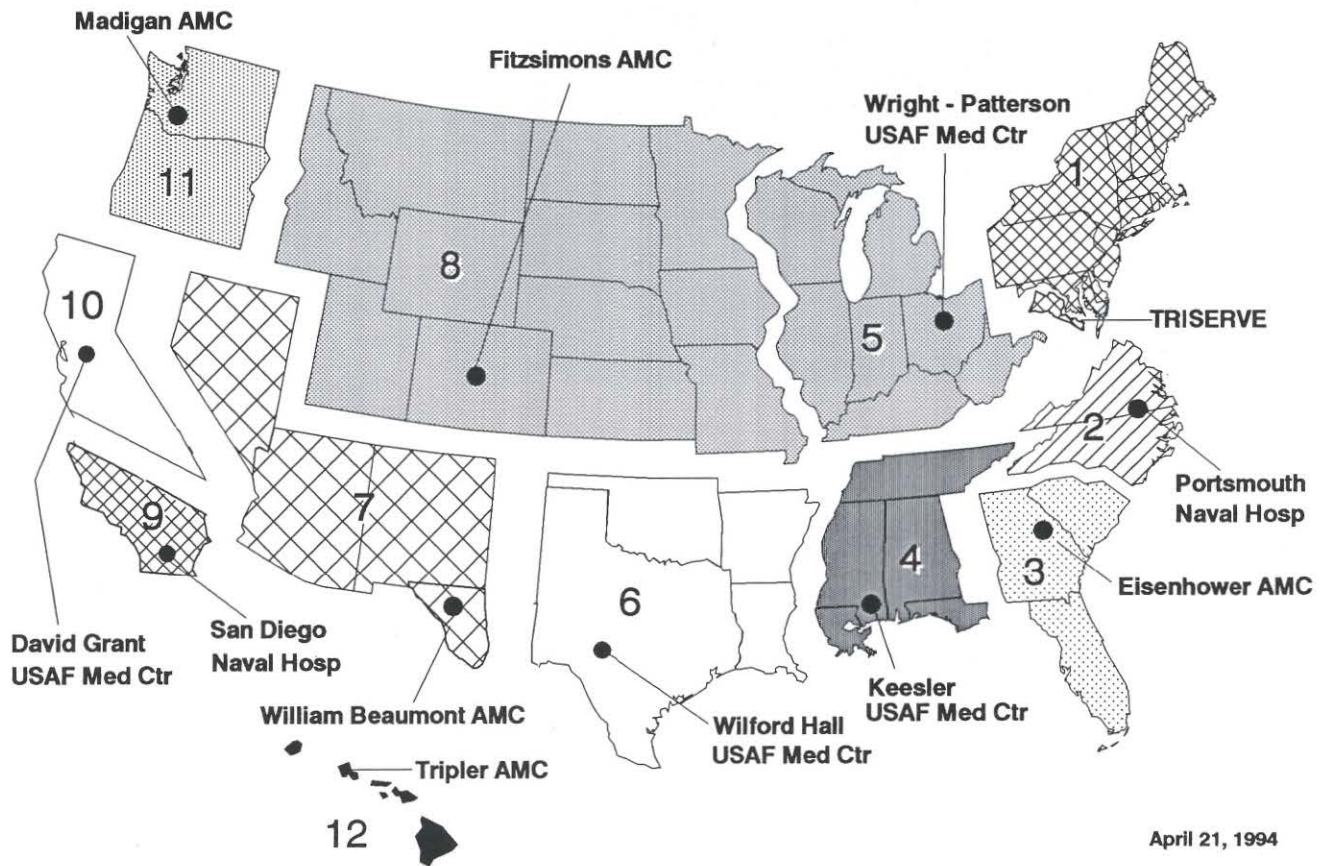 Madigan AMC
Fitzsimons AMC
Wright - Patterson
USAF Med Ctr
11
1
8
10
5
TRISERVE
2
7
9
Portsmouth
Naval Hosp
4
3
6
Eisenhower AMC
David Grant
USAF Med Ctr
San Diego
Naval Hosp
Keesler
USAF Med Ctr
William Beaumont AMC
Wilford Hall
USAF Med Ctr
Tripler AMC
12
April 21, 1994